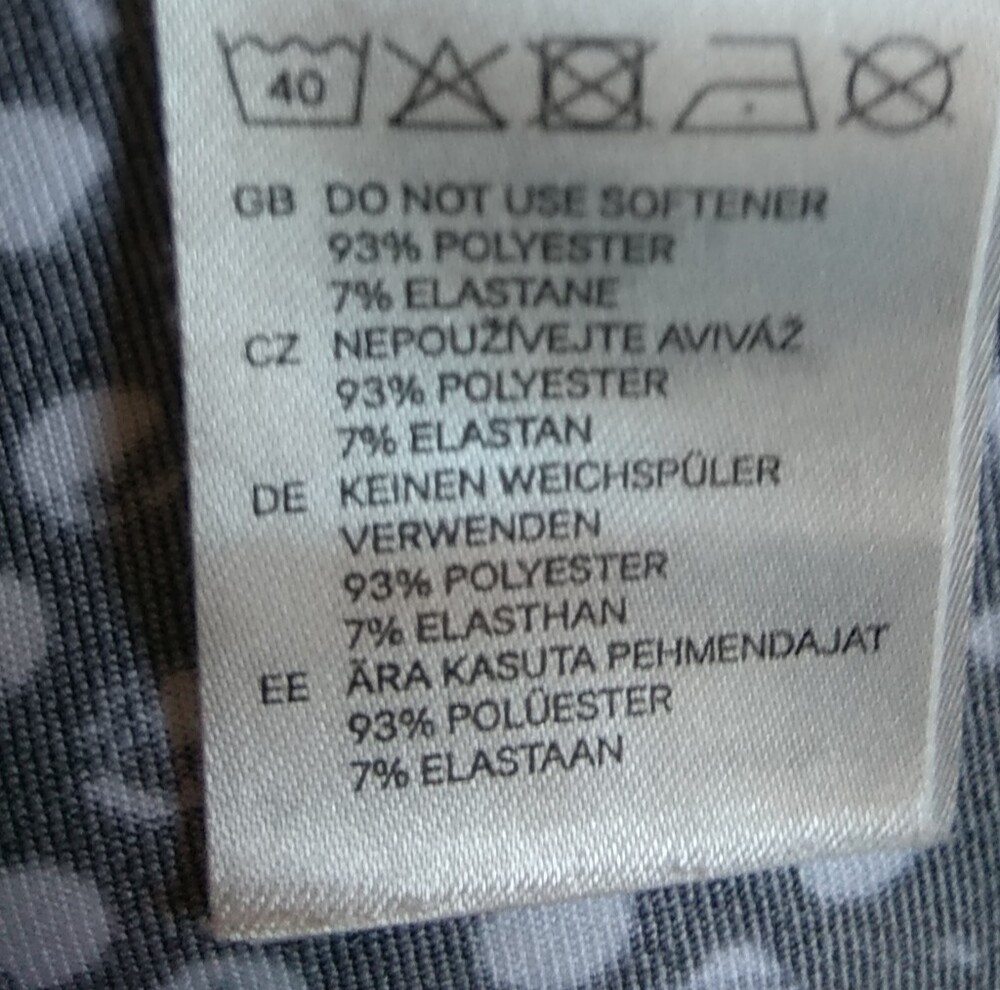 40
GB DO NOT USE SOFTENER
93% POLYESTER
7% ELASTANE
CZ NEPOUŽÍVEJTE AVIVÁŽ
93% POLYESTER
7% ELASTAN
DE KEINEN WEICHSPÜLER
VERWENDEN
93% POLYESTER
7% ELASTHAN
EE ÄRA KASUTA PEHMENDAJAT
93% POLÜESTER
7% ELASTAAN